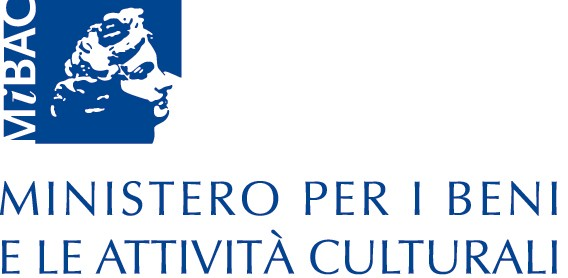 MiBAC
MINISTERO PER I BENI
E LE ATTIVITÀ CULTURALI